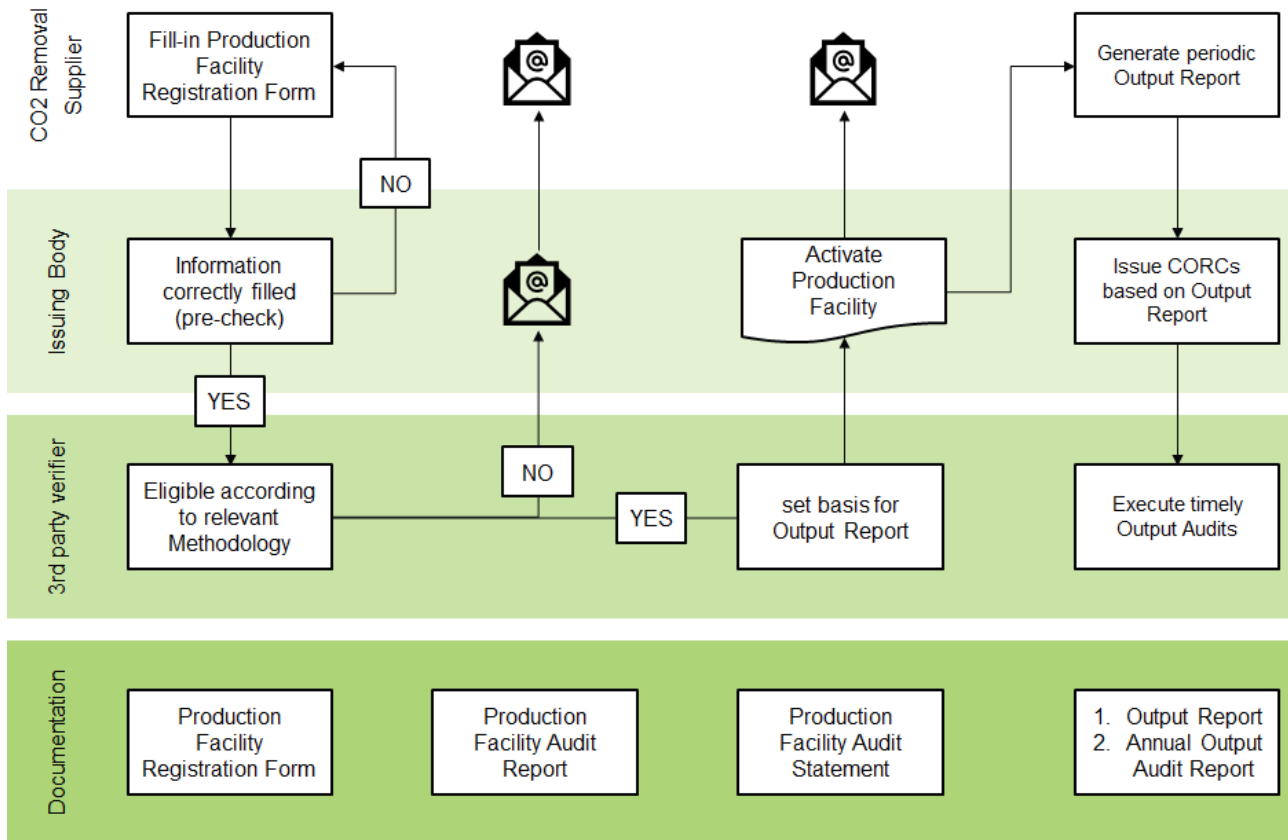 CO2 Removal
Supplier
Fill-in Production
Facility
Registration Form
@
@
Generate periodic
Output Report
NO
Issuing Body
Information
correctly filled
(pre-check)
@
Activate
Production
Facility
Issue CORCs
based on Output
Report
YES
3rd party verifier
Eligible according
to relevant
Methodology
NO
YES
set basis for
Output Report
Execute timely
Output Audits
Documentation
Production
Facility
Registration Form
Production
Facility Audit
Report
Production
Facility Audit
Statement
1. Output Report
2. Annual Output
Audit Report